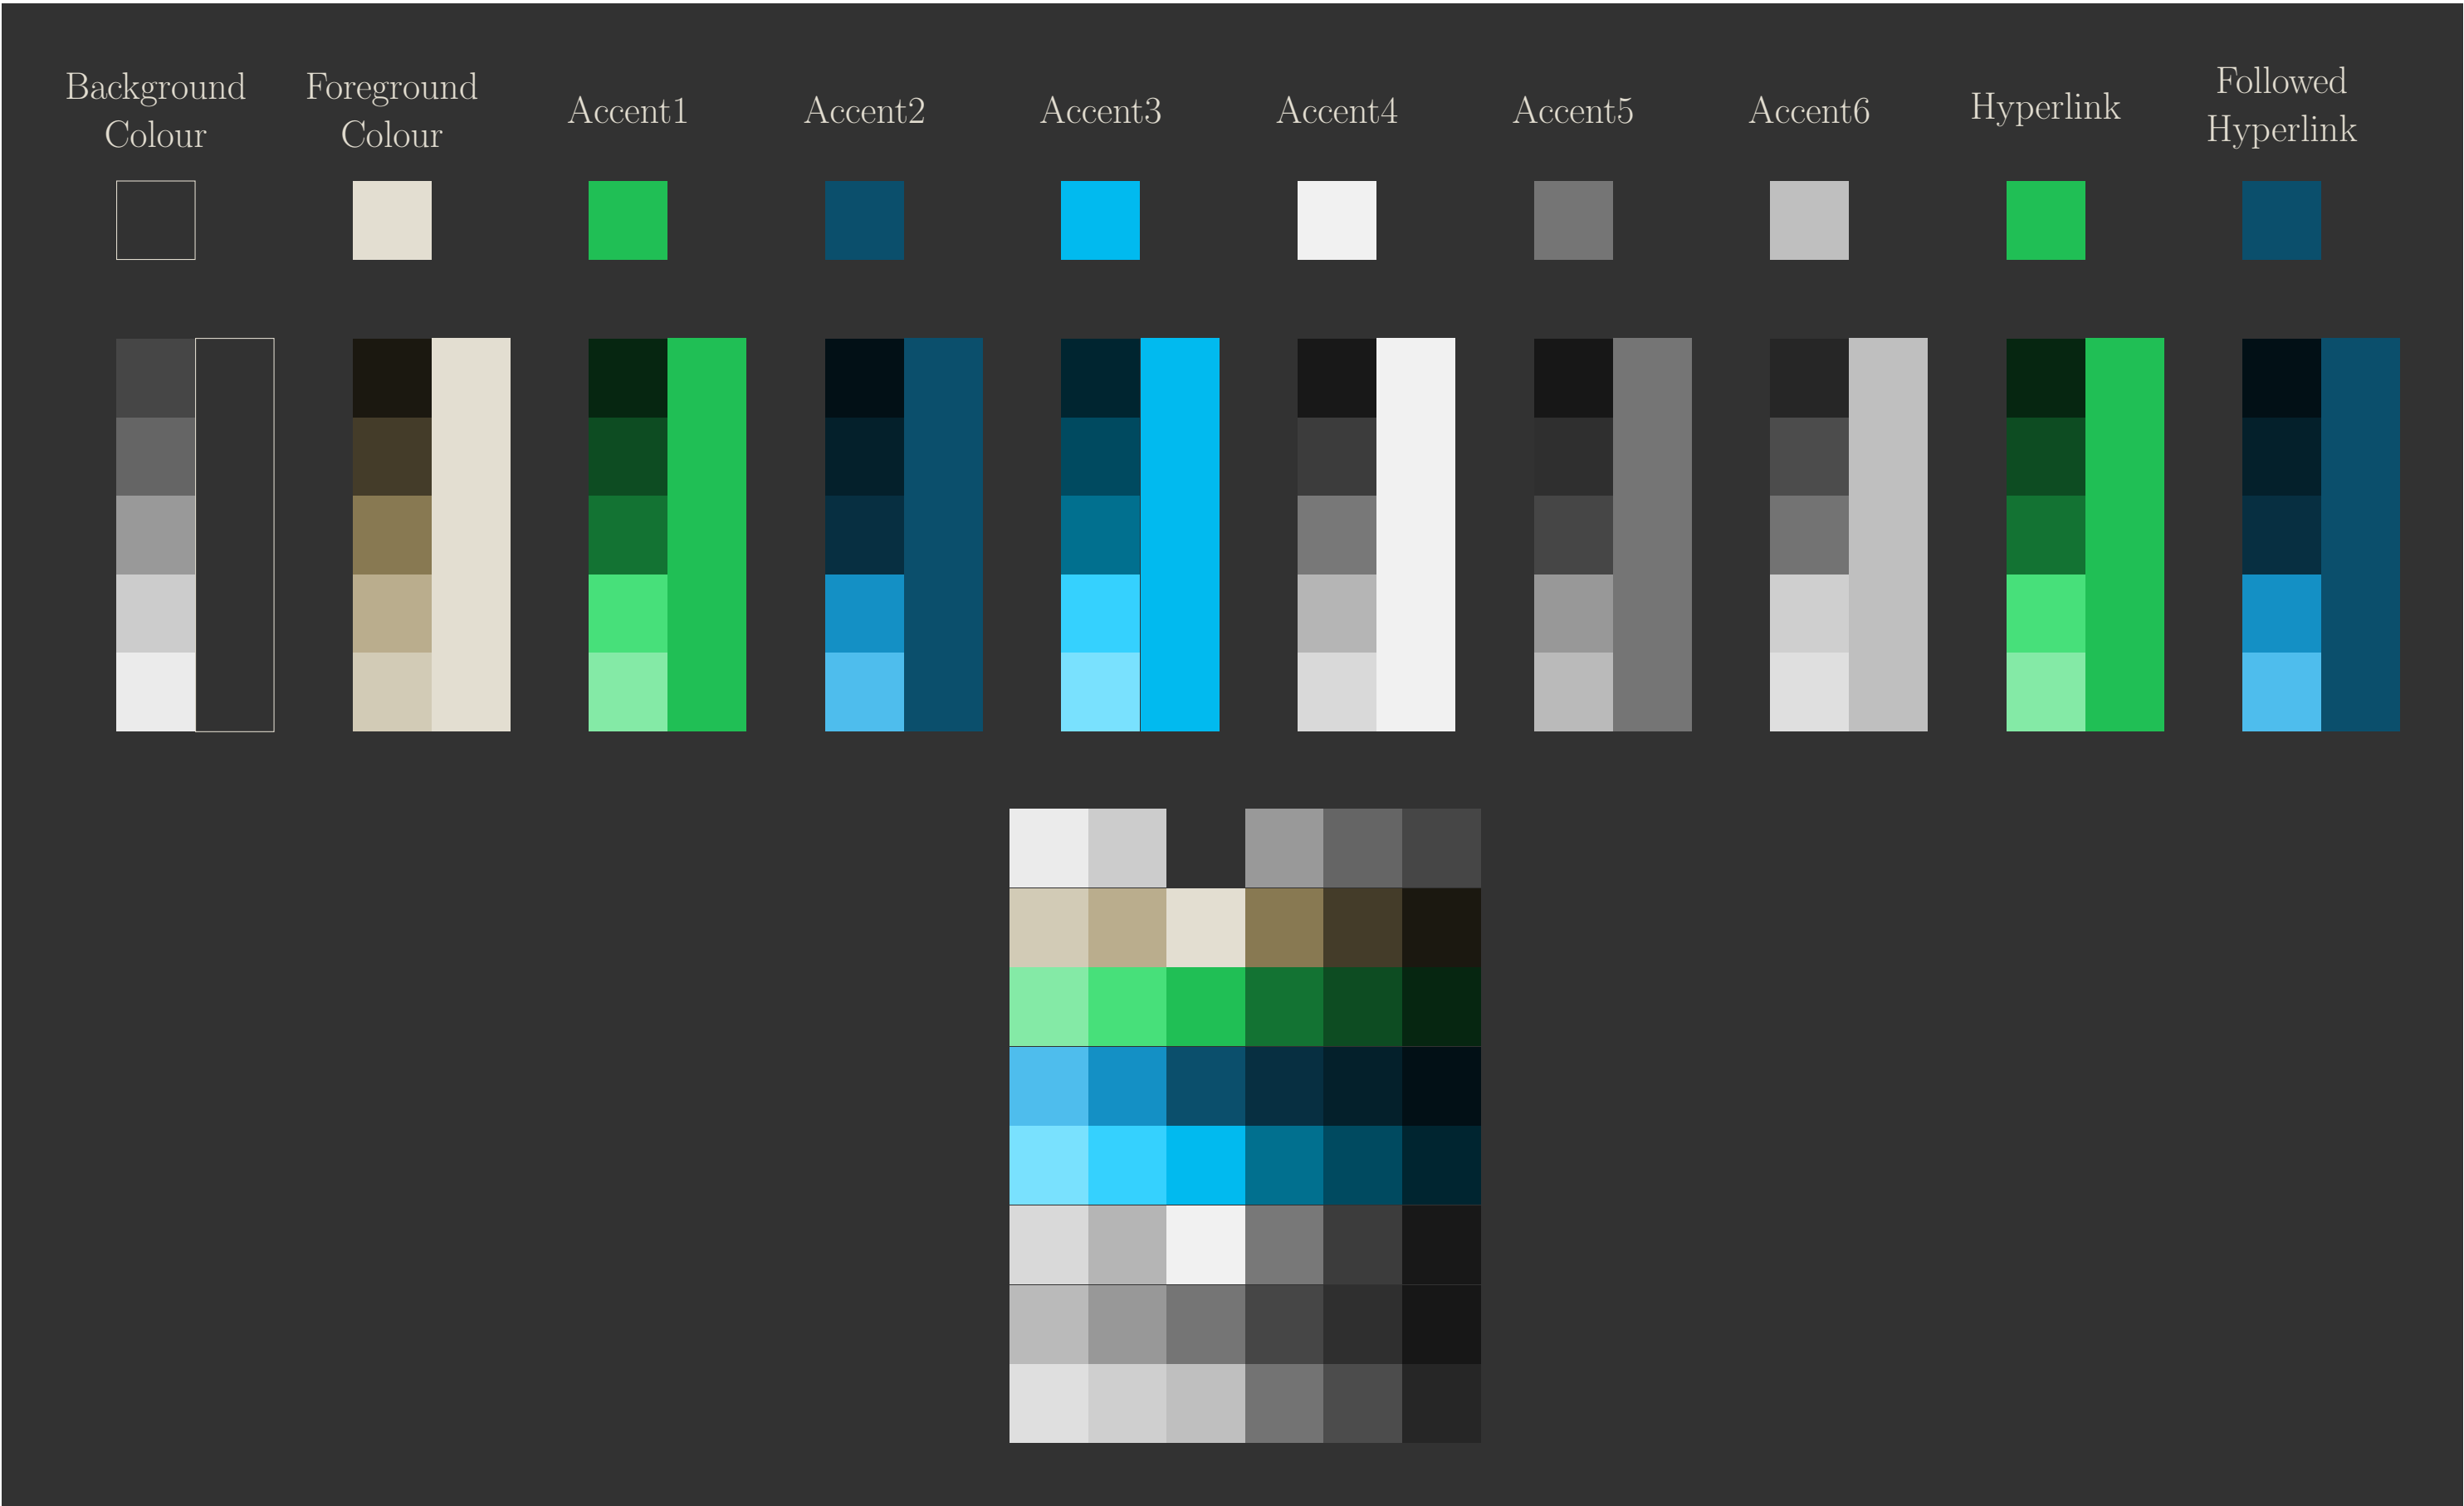 Background
Colour
Foreground
Colour
Accent1
Accent2
Accent3
Accent4
Accent5
Accent6
Hyperlink
Followed
Hyperlink